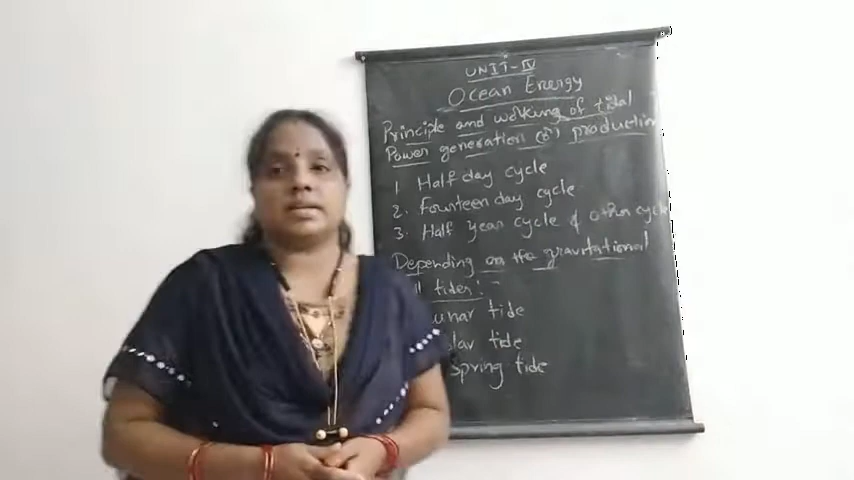 UNIT-IV
Ocean Energy
Principle and working of tidal
Power generation (or) production
1 Half day cycle
2. Fourteen day cycle
3. Half year cycle & other cycle
Depending on the gravitational
tides:-
tide
tide
spring tide